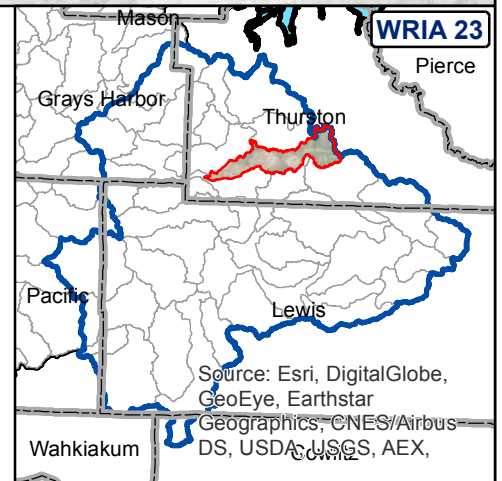 Mason
WRIA 23
Pierce
Grays Harbor
Thurston
Pacific
Lewis
Source: Esri, DigitalGlobe,
GeoEye, Earthstar
Geographics, CNES/Airbus
DS, USDA, USGS, AEX,
Wahkiakum
Cowlitz